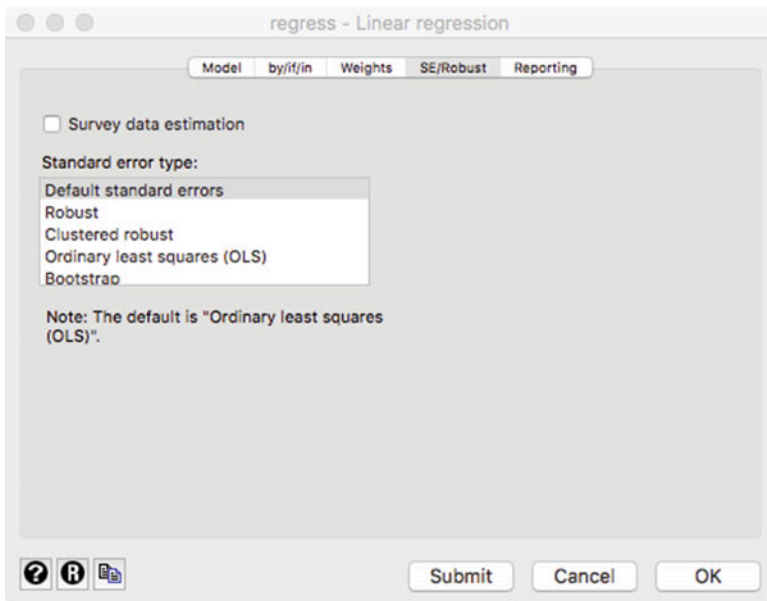 regress - Linear regression
Model by/if/in Weights SE/Robust Reporting
Survey data estimation
Standard error type:
Default standard errors
Robust
Clustered robust
Ordinary least squares (OLS)
Bootstrap
Note: The default is "Ordinary least squares
(OLS)".
? R Submit Cancel OK